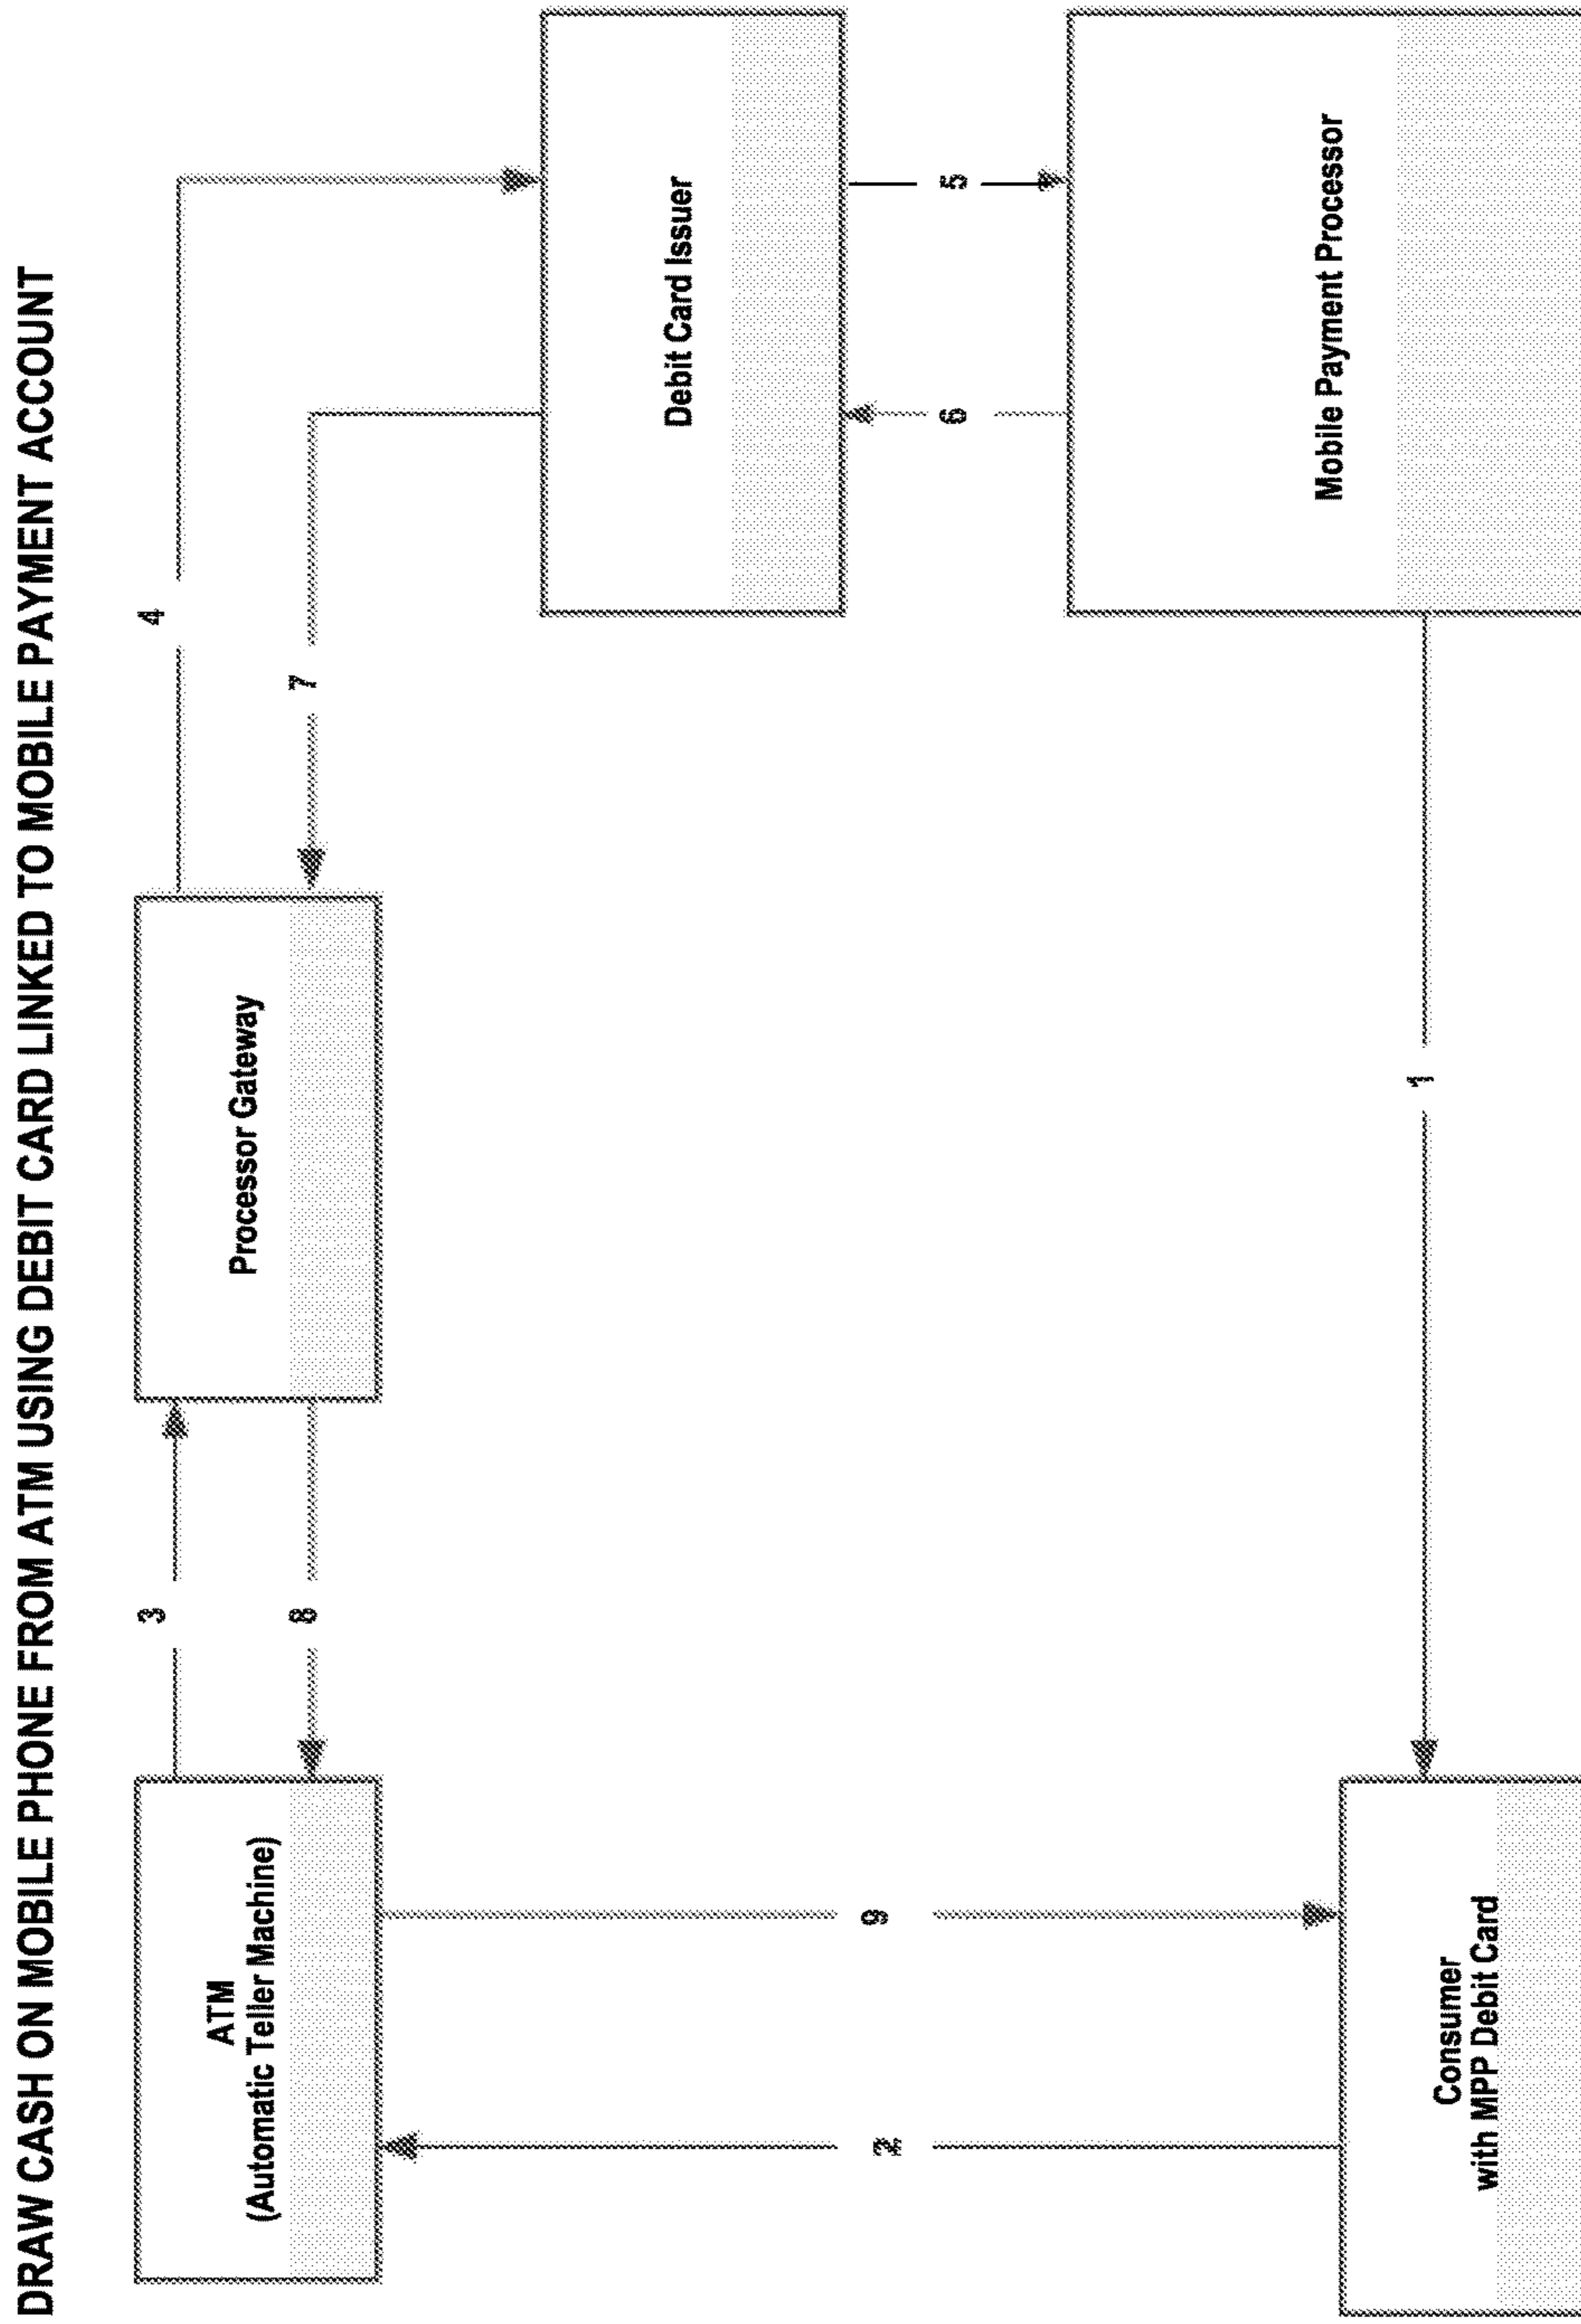 DRAW CASH ON MOBILE PHONE FROM ATM USING DEBIT CARD LINKED TO MOBILE PAYMENT ACCOUNT
ATM
(Automatic Teller Machine)
3
8
Processor Gateway
4
7
Debit Card Issuer
2
9
6
5
Consumer
with MPP Debit Card
1
Mobile Payment Processor